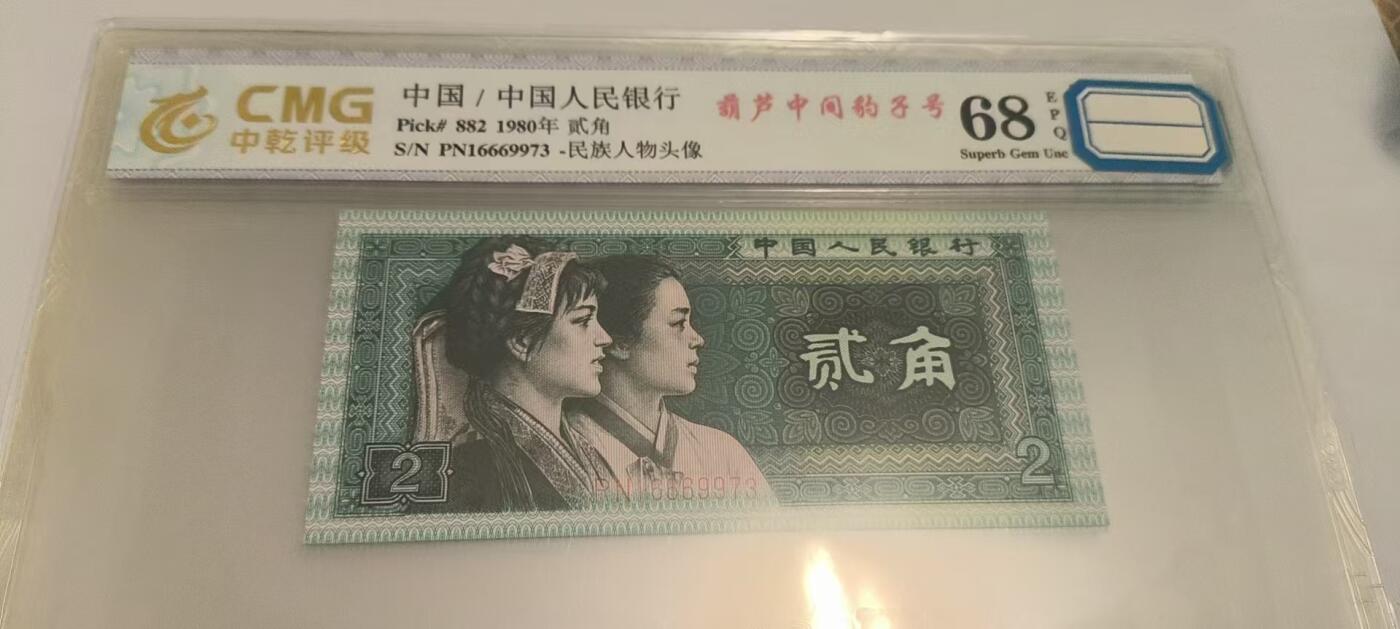 CMG
中乾评级
中国 / 中国人民银行
Pick# 882 1980年 贰角
S/N PN16669973 -民族人物头像
葫芦中间豹子号
68
EPQ
Superb Gem Unc
中国人民银行
贰角
2
2
PN16669973